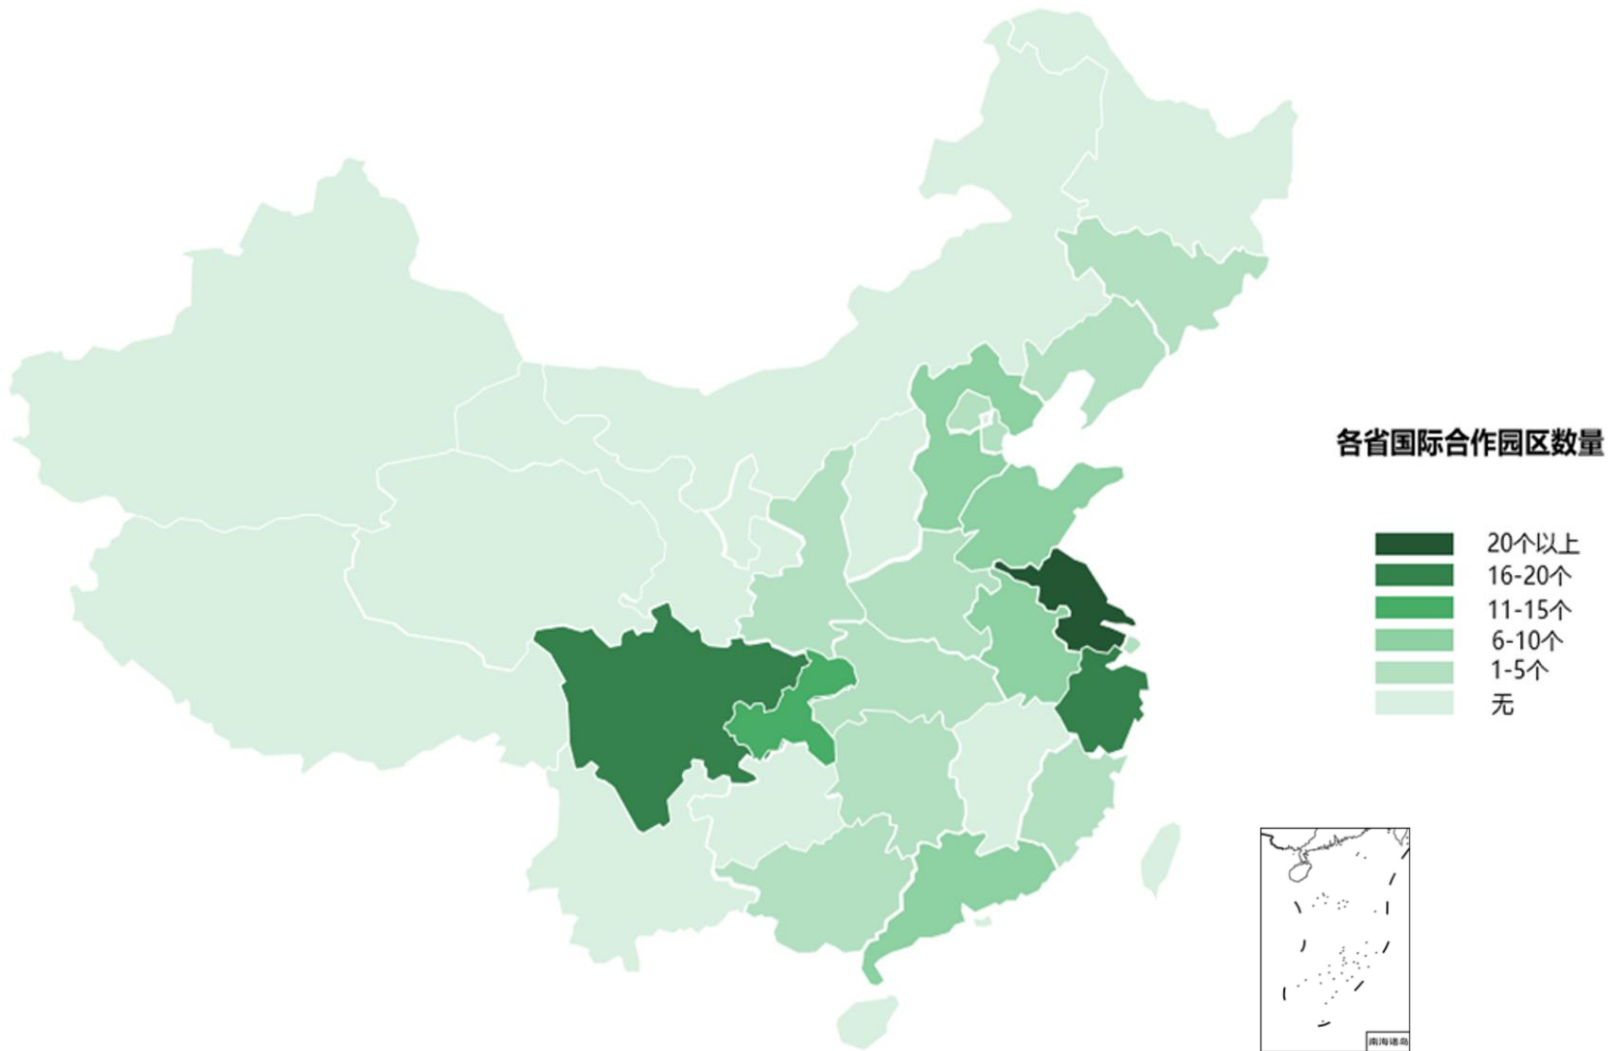 各省国际合作园区数量
20个以上
16-20个
11-15个
6-10个
1-5个
无
南海诸岛